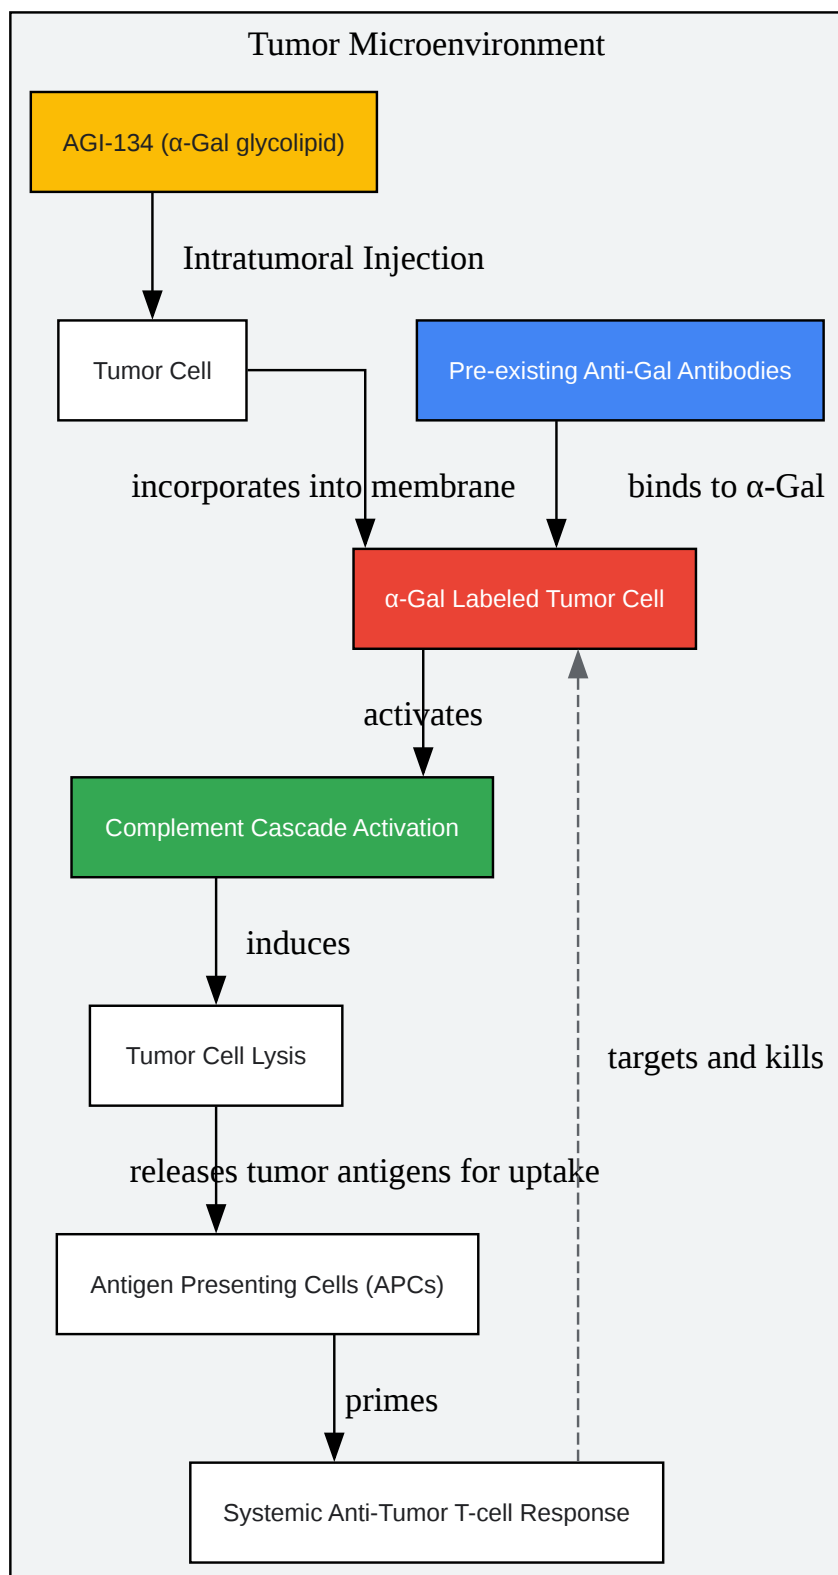 Tumor Microenvironment
AGI-134 (α-Gal glycolipid)
Intratumoral Injection
Tumor Cell
Pre-existing Anti-Gal Antibodies
incorporates into membrane
binds to α-Gal
α-Gal Labeled Tumor Cell
activates
Complement Cascade Activation
induces
Tumor Cell Lysis
targets and kills
releases tumor antigens for uptake
Antigen Presenting Cells (APCs)
primes
Systemic Anti-Tumor T-cell Response